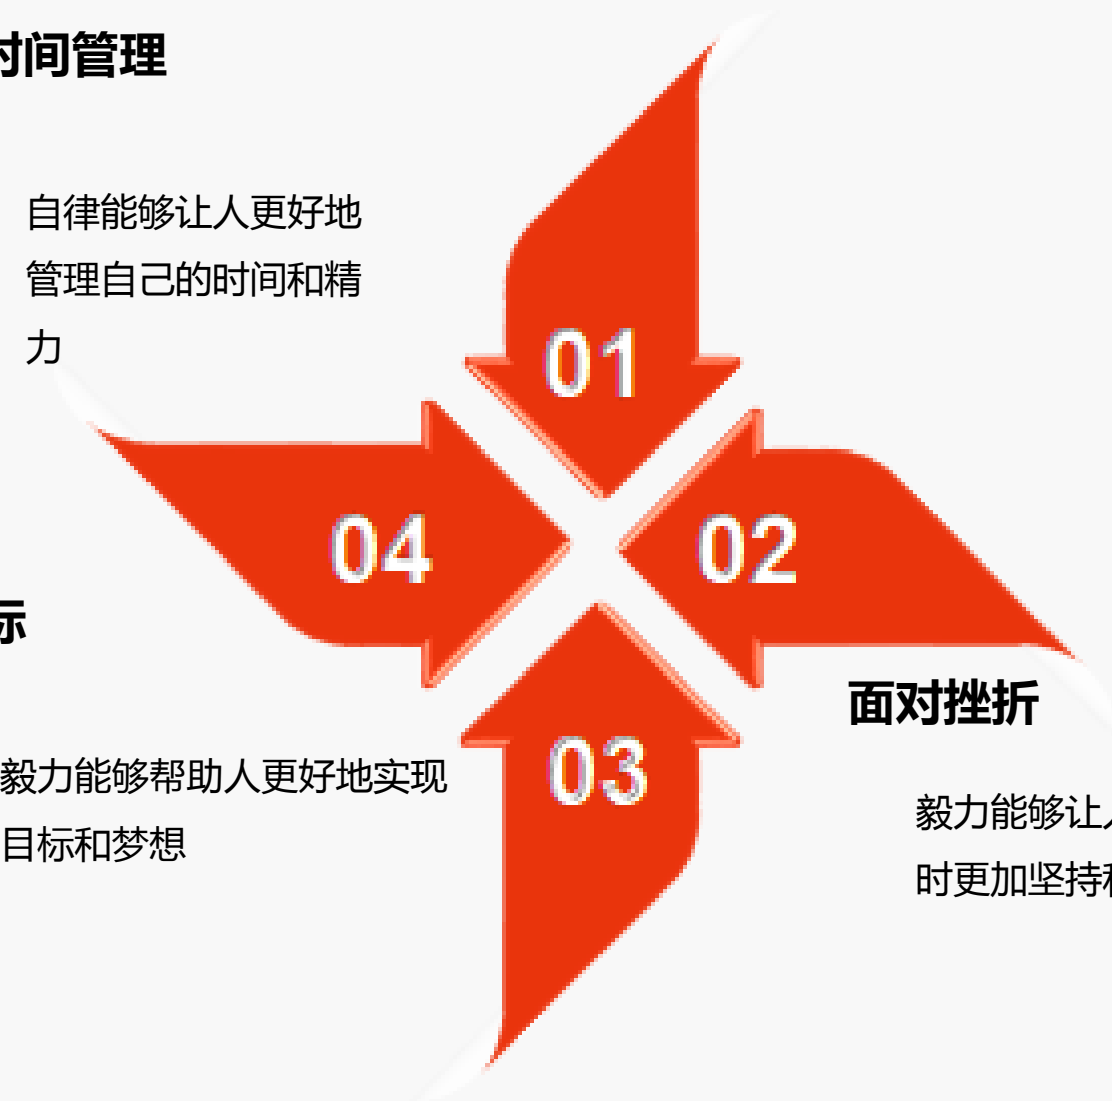 时间管理
自律能够让人更好地
管理自己的时间和精
力
01
04
02
标
面对挫折
03
毅力能够帮助人更好地实现
目标和梦想
毅力能够让
时更加坚持